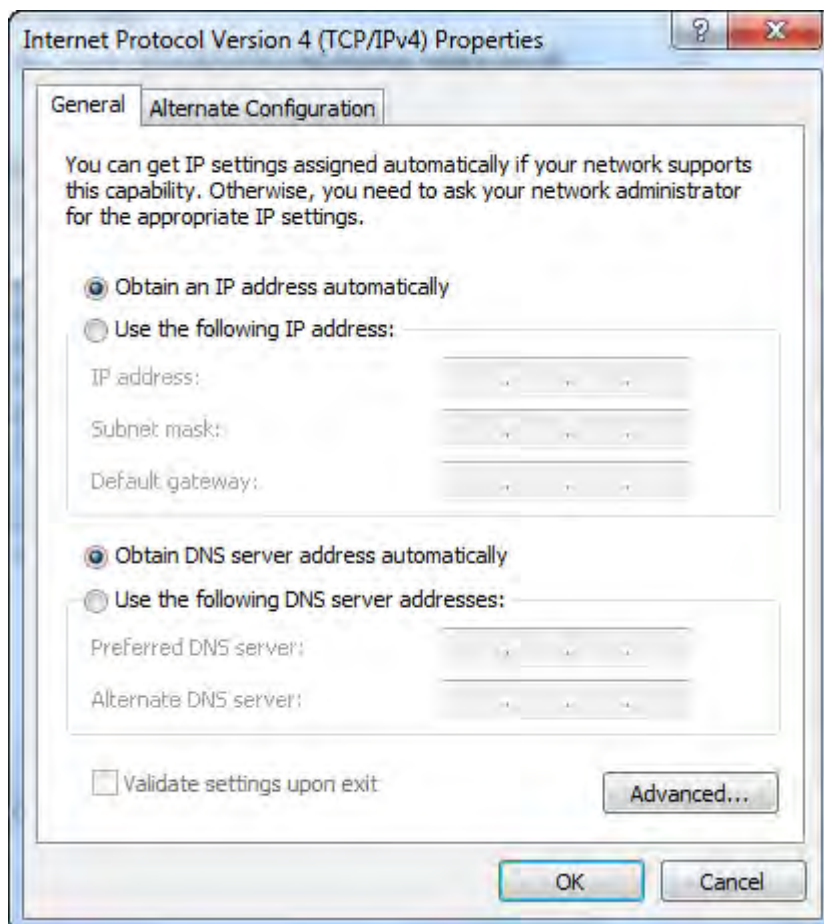 Internet Protocol Version 4 (TCP/IPv4) Properties
General
Alternate Configuration
You can get IP settings assigned automatically if your network supports
this capability. Otherwise, you need to ask your network administrator
for the appropriate IP settings.
Obtain an IP address automatically
Use the following IP address:
IP address:
Subnet mask:
Default gateway:
Obtain DNS server address automatically
Use the following DNS server addresses:
Preferred DNS server:
Alternate DNS server:
Validate settings upon exit
Advanced...
OK
Cancel